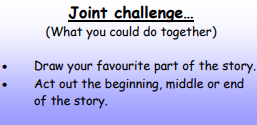 Joint challenge…
(What you could do together)
• Draw your favourite part of the story.
• Act out the beginning, middle or end
of the story.